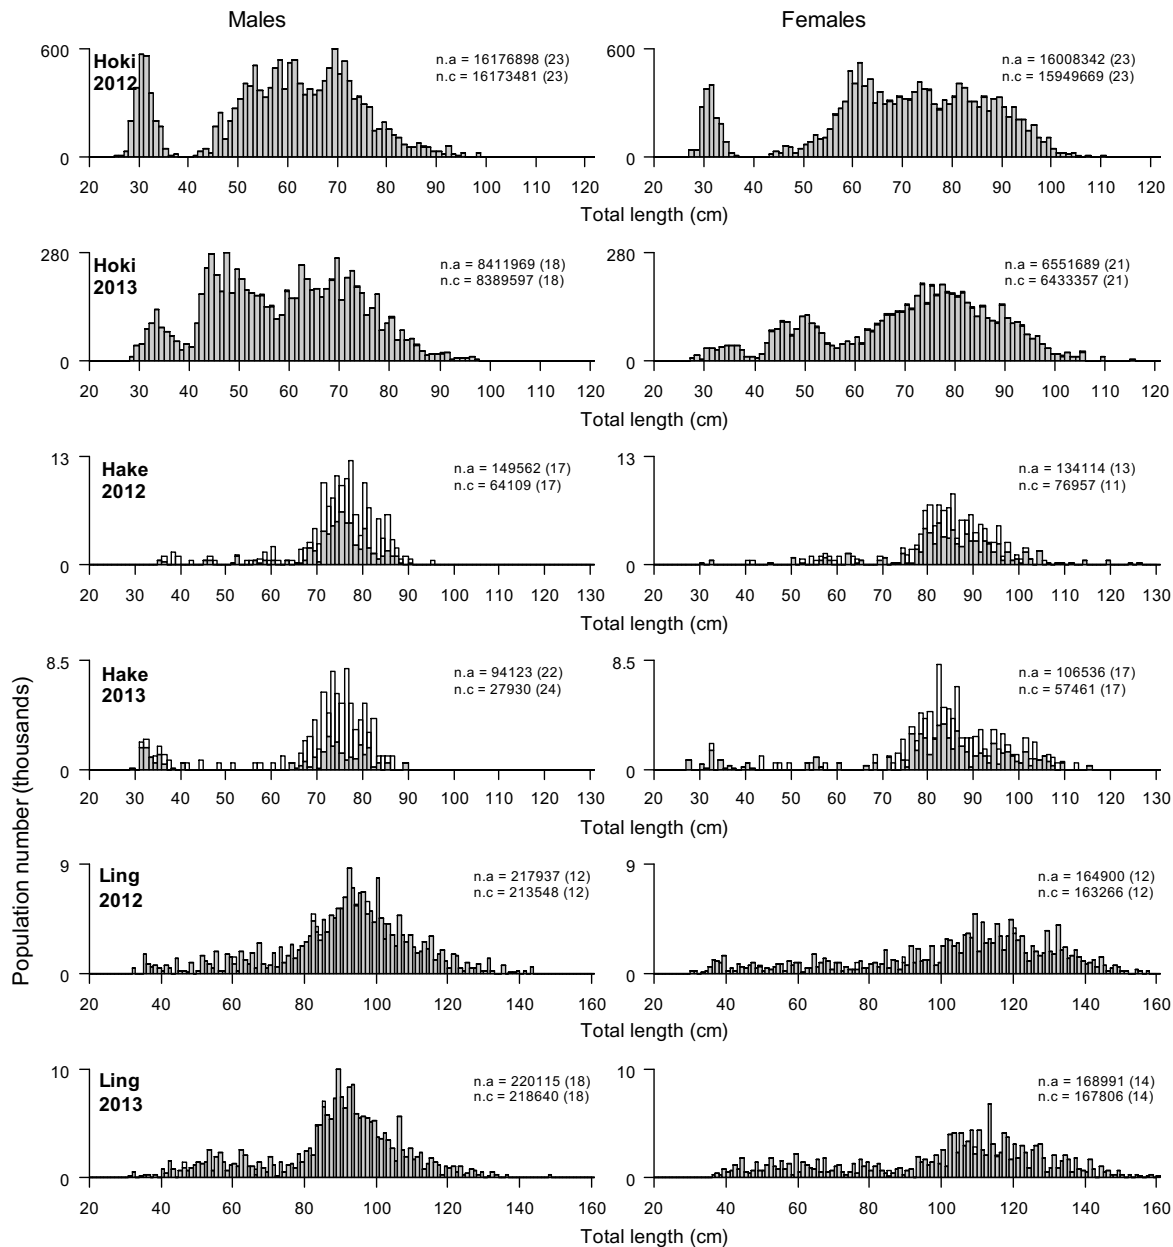 Males
Females
600
0
Hoki
2012
n.a = 16176898 (23)
n.c = 16173481 (23)
20 30 40 50 60 70 80 90 100 110 120
n.a = 16008342 (23)
n.c = 15949669 (23)
600
0
20 30 40 50 60 70 80 90 100 110 120
Total length (cm)
280
0
Hoki
2013
n.a = 8411969 (18)
n.c = 8389597 (18)
20 30 40 50 60 70 80 90 100 110 120
n.a = 6551689 (21)
n.c = 6433357 (21)
280
0
20 30 40 50 60 70 80 90 100 110 120
Total length (cm)
13
0
Hake
2012
n.a = 149562 (17)
n.c = 64109 (17)
20 30 40 50 60 70 80 90 100 110 120 130
n.a = 134114 (13)
n.c = 76957 (11)
13
0
20 30 40 50 60 70 80 90 100 110 120 130
Total length (cm)
Population number (thousands)
8.5
0
Hake
2013
n.a = 94123 (22)
n.c = 27930 (24)
20 30 40 50 60 70 80 90 100 110 120 130
n.a = 106536 (17)
n.c = 57461 (17)
8.5
0
20 30 40 50 60 70 80 90 100 110 120 130
Total length (cm)
9
0
Ling
2012
n.a = 217937 (12)
n.c = 213548 (12)
20 40 60 80 100 120 140 160
n.a = 164900 (12)
n.c = 163266 (12)
9
0
20 40 60 80 100 120 140 160
Total length (cm)
10
0
Ling
2013
n.a = 220115 (18)
n.c = 218640 (18)
20 40 60 80 100 120 140 160
n.a = 168991 (14)
n.c = 167806 (14)
10
0
20 40 60 80 100 120 140 160
Total length (cm)